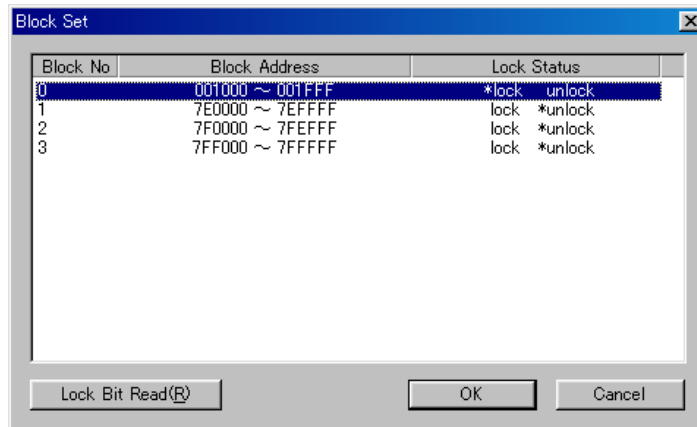 Block Set
Block No Block Address Lock Status
0 001000 ~ 001FFF *lock unlock
1 7E0000 ~ 7EFFFF lock *unlock
2 7F0000 ~ 7FEFFF lock *unlock
3 7FF000 ~ 7FFFFF lock *unlock
Lock Bit Read(R) OK Cancel